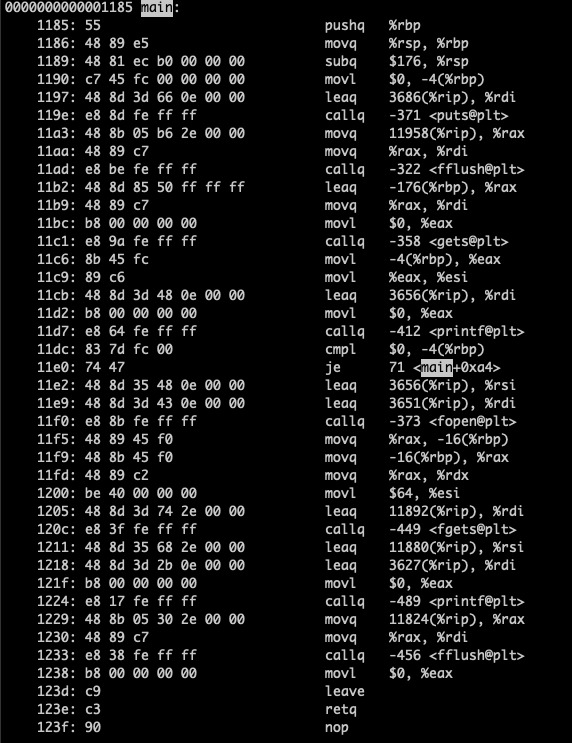 0000000000001185 main:
1185: 55 pushq %rbp
1186: 48 89 e5 movq %rsp, %rbp
1189: 48 81 ec b0 00 00 00 subq $176, %rsp
1190: c7 45 fc 00 00 00 00 movl $0, -4(%rbp)
1197: 48 8d 3d 66 0e 00 00 leaq 3686(%rip), %rdi
119e: e8 8d fe ff ff callq -371 <puts@plt>
11a3: 48 8b 05 b6 2e 00 00 movq 11958(%rip), %rax
11aa: 48 89 c7 movq %rax, %rdi
11ad: e8 be fe ff ff callq -322 <fflush@plt>
11b2: 48 8d 85 50 ff ff ff leaq -176(%rbp), %rax
11b9: 48 89 c7 movq %rax, %rdi
11bc: b8 00 00 00 00 movl $0, %eax
11c1: e8 9a fe ff ff callq -358 <gets@plt>
11c6: 8b 45 fc movl -4(%rbp), %eax
11c9: 89 c6 movl %eax, %esi
11cb: 48 8d 3d 48 0e 00 00 leaq 3656(%rip), %rdi
11d2: b8 00 00 00 00 movl $0, %eax
11d7: e8 64 fe ff ff callq -412 <printf@plt>
11dc: 83 7d fc 00 cmpl $0, -4(%rbp)
11e0: 74 47 je 71 <main+0xa4>
11e2: 48 8d 35 48 0e 00 00 leaq 3656(%rip), %rsi
11e9: 48 8d 3d 43 0e 00 00 leaq 3651(%rip), %rdi
11f0: e8 8b fe ff ff callq -373 <fopen@plt>
11f5: 48 89 45 f0 movq %rax, -16(%rbp)
11f9: 48 8b 45 f0 movq -16(%rbp), %rax
11fd: 48 89 c2 movq %rax, %rdx
1200: be 40 00 00 00 movl $64, %esi
1205: 48 8d 3d 74 2e 00 00 leaq 11892(%rip), %rdi
120c: e8 3f fe ff ff callq -449 <fgets@plt>
1211: 48 8d 35 68 2e 00 00 leaq 11880(%rip), %rsi
1218: 48 8d 3d 2b 0e 00 00 leaq 3627(%rip), %rdi
121f: b8 00 00 00 00 movl $0, %eax
1224: e8 17 fe ff ff callq -489 <printf@plt>
1229: 48 8b 05 30 2e 00 00 movq 11824(%rip), %rax
1230: 48 89 c7 movq %rax, %rdi
1233: e8 38 fe ff ff callq -456 <fflush@plt>
1238: b8 00 00 00 00 movl $0, %eax
123d: c9 leave
123e: c3 retq
123f: 90 nop